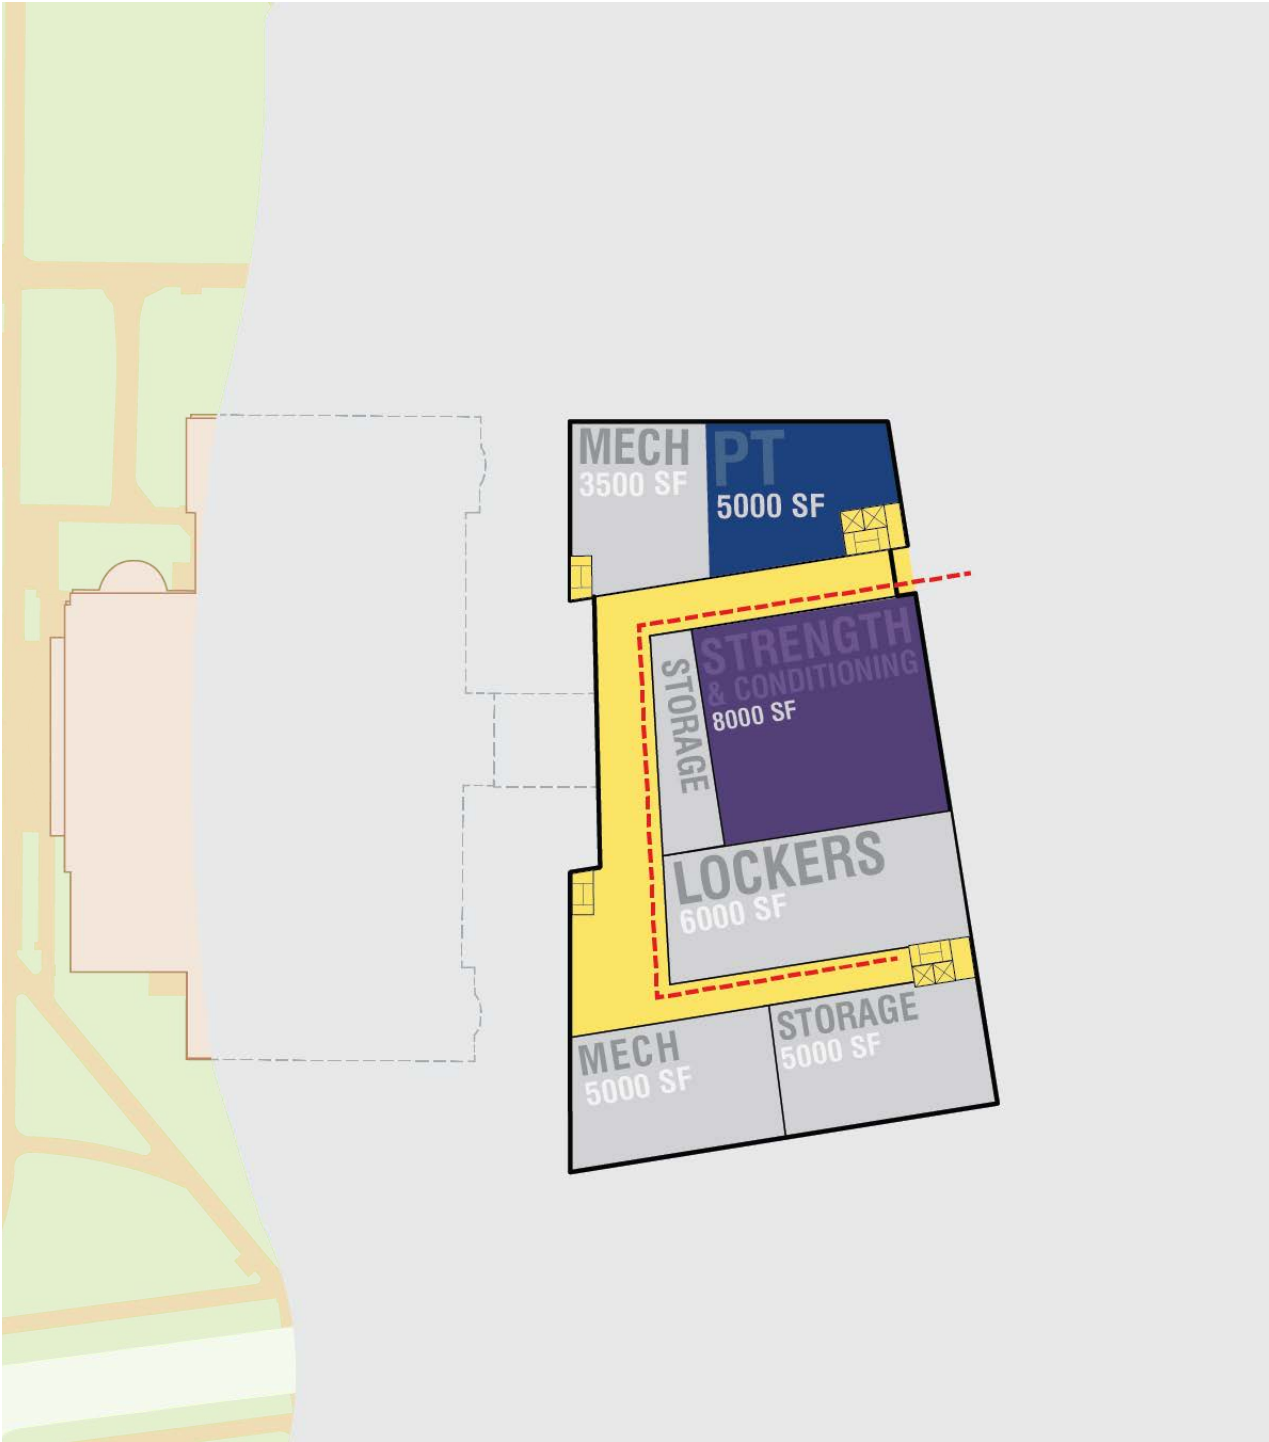 MECH
3500 SF
PT
5000 SF
STRENGTH
& CONDITIONING
8000 SF
STORAGE
LOCKERS
6000 SF
MECH
5000 SF
STORAGE
5000 SF